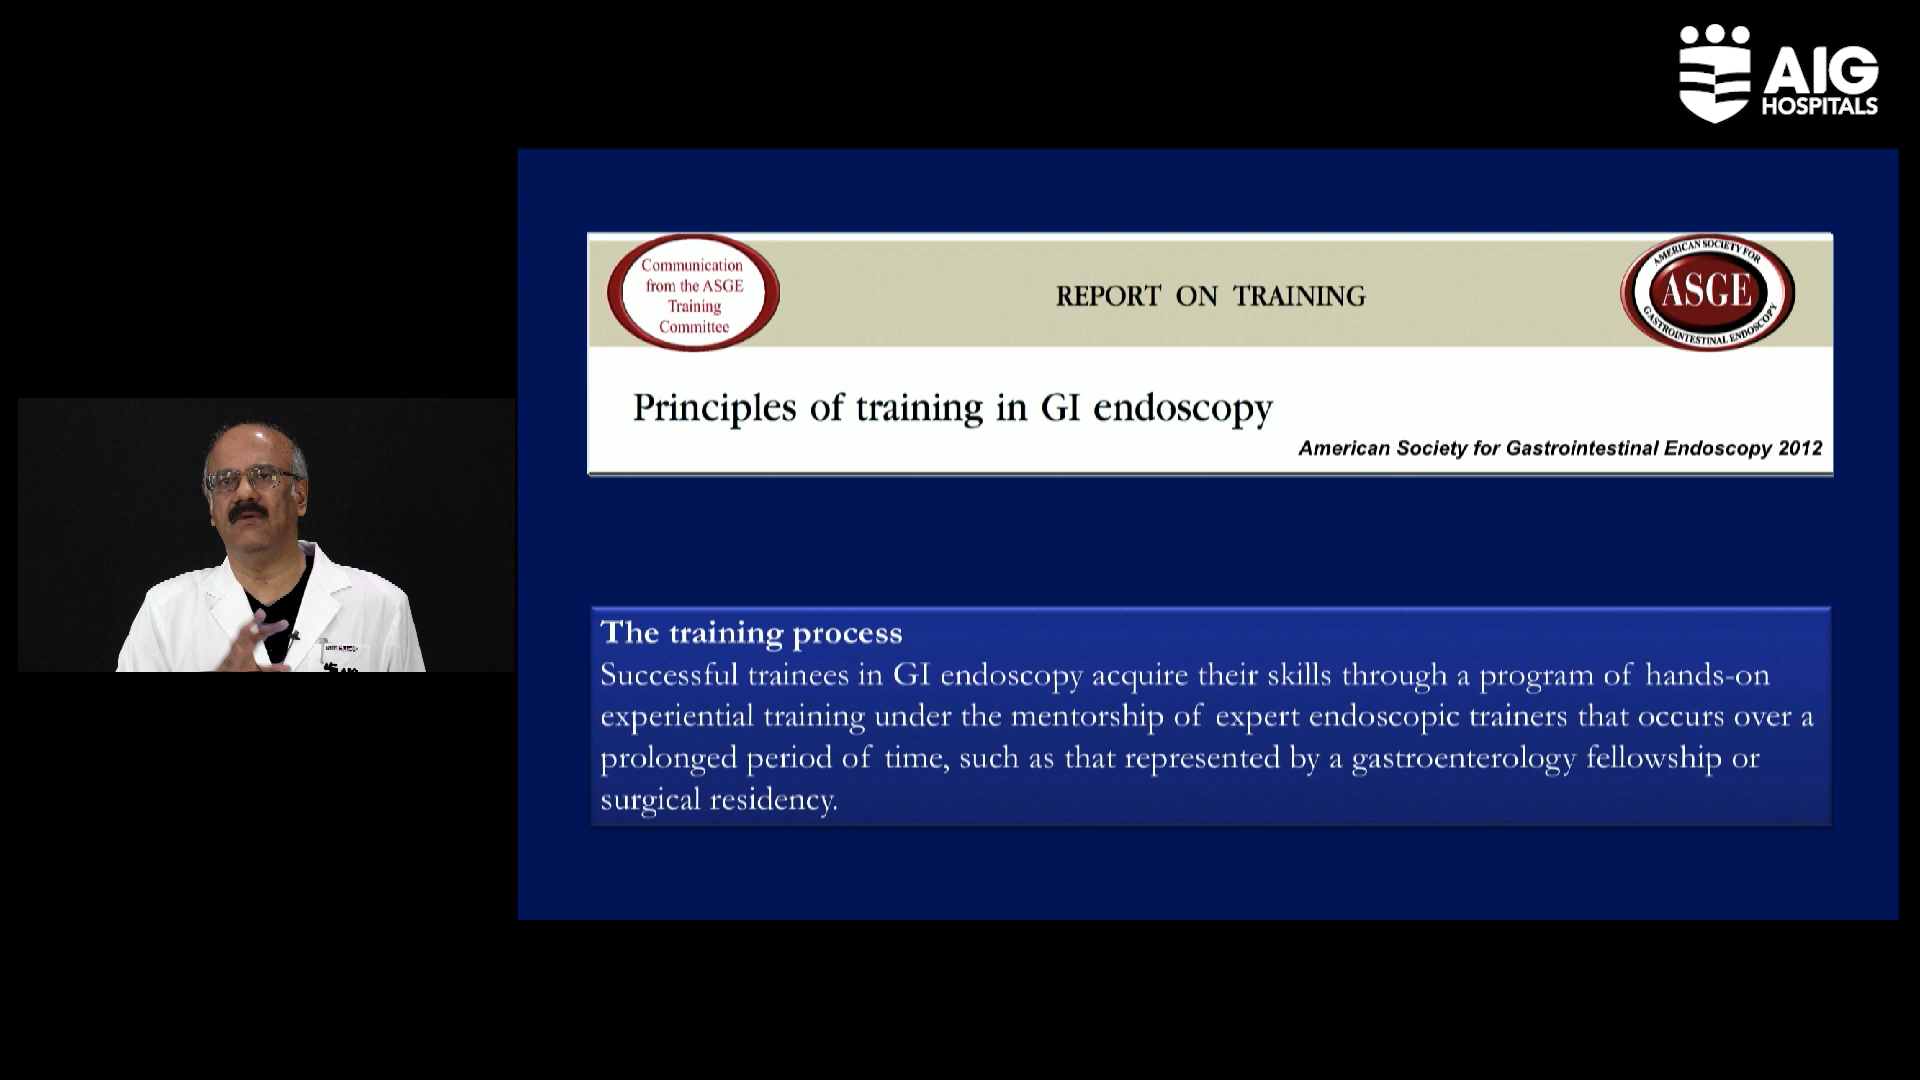 AIG
HOSPITALS
Communication
from the ASGE
Training
Committee
REPORT ON TRAINING
AMERICAN SOCIETY FOR
ASGE
GASTROINTESTINAL ENDOSCOPY
Principles of training in GI endoscopy
American Society for Gastrointestinal Endoscopy 2012
The training process
Successful trainees in GI endoscopy acquire their skills through a program of hands-on
experiential training under the mentorship of expert endoscopic trainers that occurs over a
prolonged period of time, such as that represented by a gastroenterology fellowship or
surgical residency.